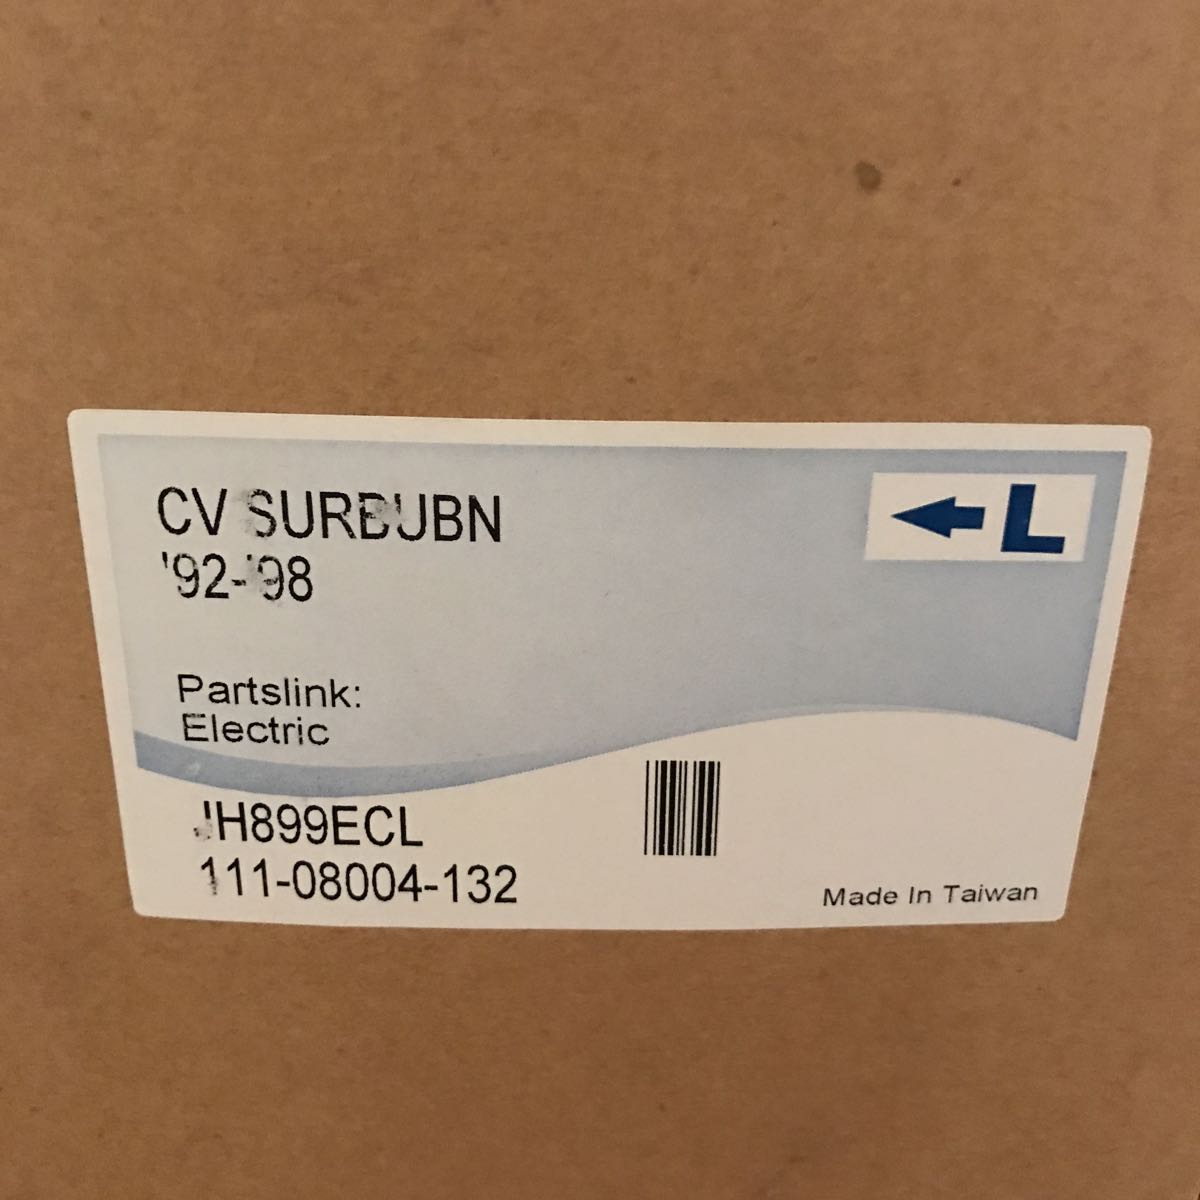 CV SURBUBN
L
'92-'98
Partslink:
Electric
JH899ECL
111-08004-132
Made In Taiwan